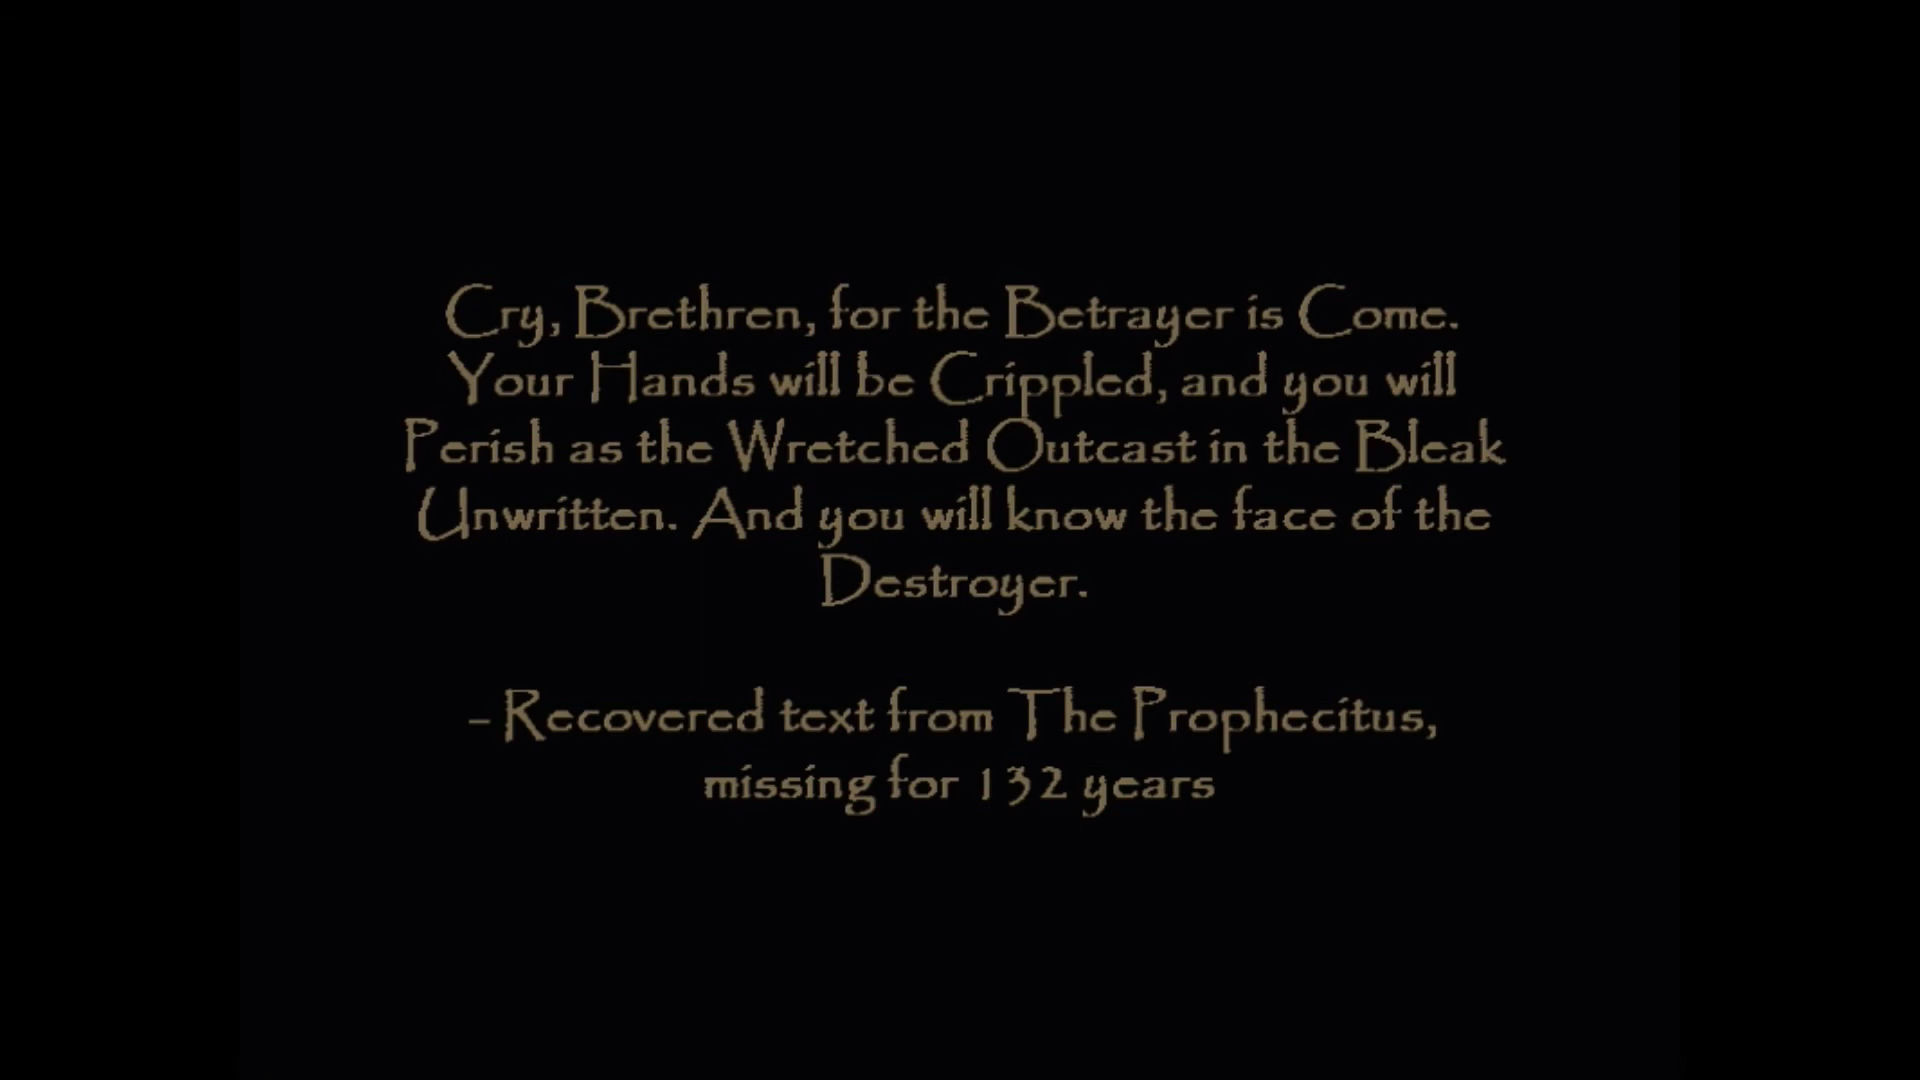 Cry, Brethren, for the Betrayer is Come.
Your Hands will be Crippled, and you will
Perish as the Wretched Outcast in the Bleak
Unwritten. And you will know the face of the
Destroyer.
- Recovered text from The Prophecitus,
missing for 132 years